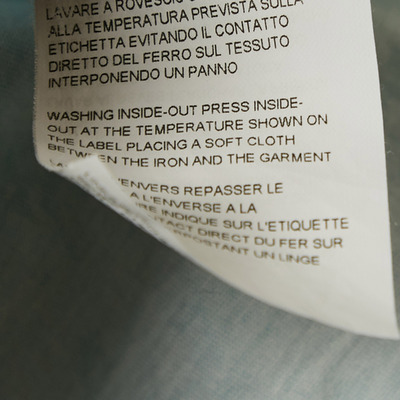 LAVARE A ROVESCIO
ALLA TEMPERATURA PREVISTA SULLA
ETICHETTA EVITANDO IL CONTATTO
DIRETTO DEL FERRO SUL TESSUTO
INTERPONENDO UN PANNO
WASHING INSIDE-OUT PRESS INSIDE-
OUT AT THE TEMPERATURE SHOWN ON
THE LABEL PLACING A SOFT CLOTH
BETWEEN THE IRON AND THE GARMENT
L'ENVERS REPASSER LE
A L'ENVERSE A LA
INDIQUE SUR L'ETIQUETTE
DIRECT DU FER SUR
UN LINGE